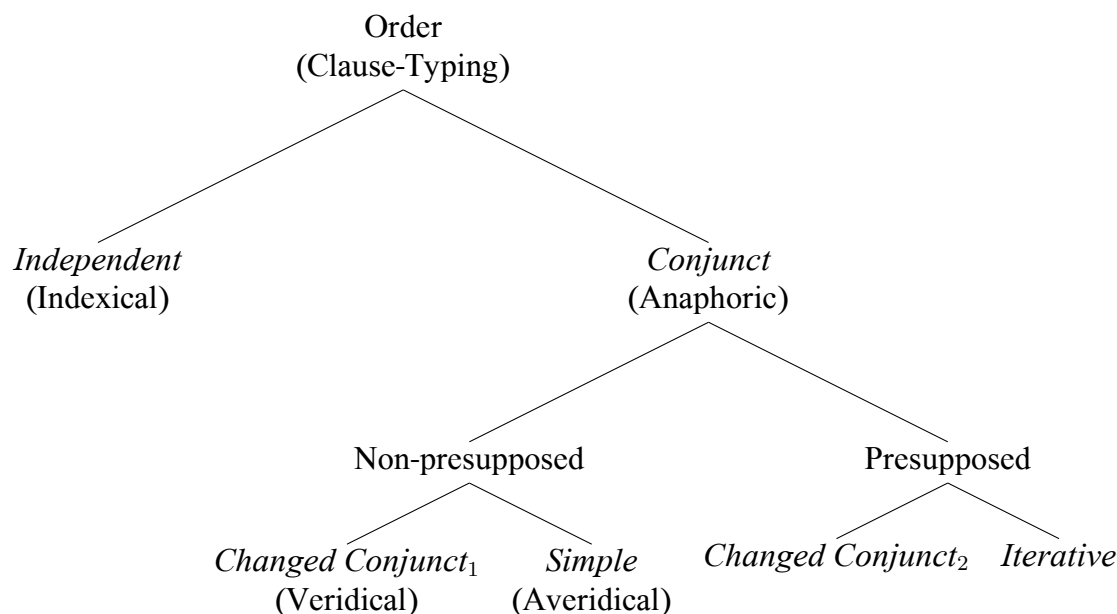 Order
(Clause-Typing)
Independent
(Indexical)
Conjunct
(Anaphoric)
Non-presupposed
Presupposed
Changed Conjunct₁
(Veridical)
Simple
(Averidical)
Changed Conjunct₂
Iterative